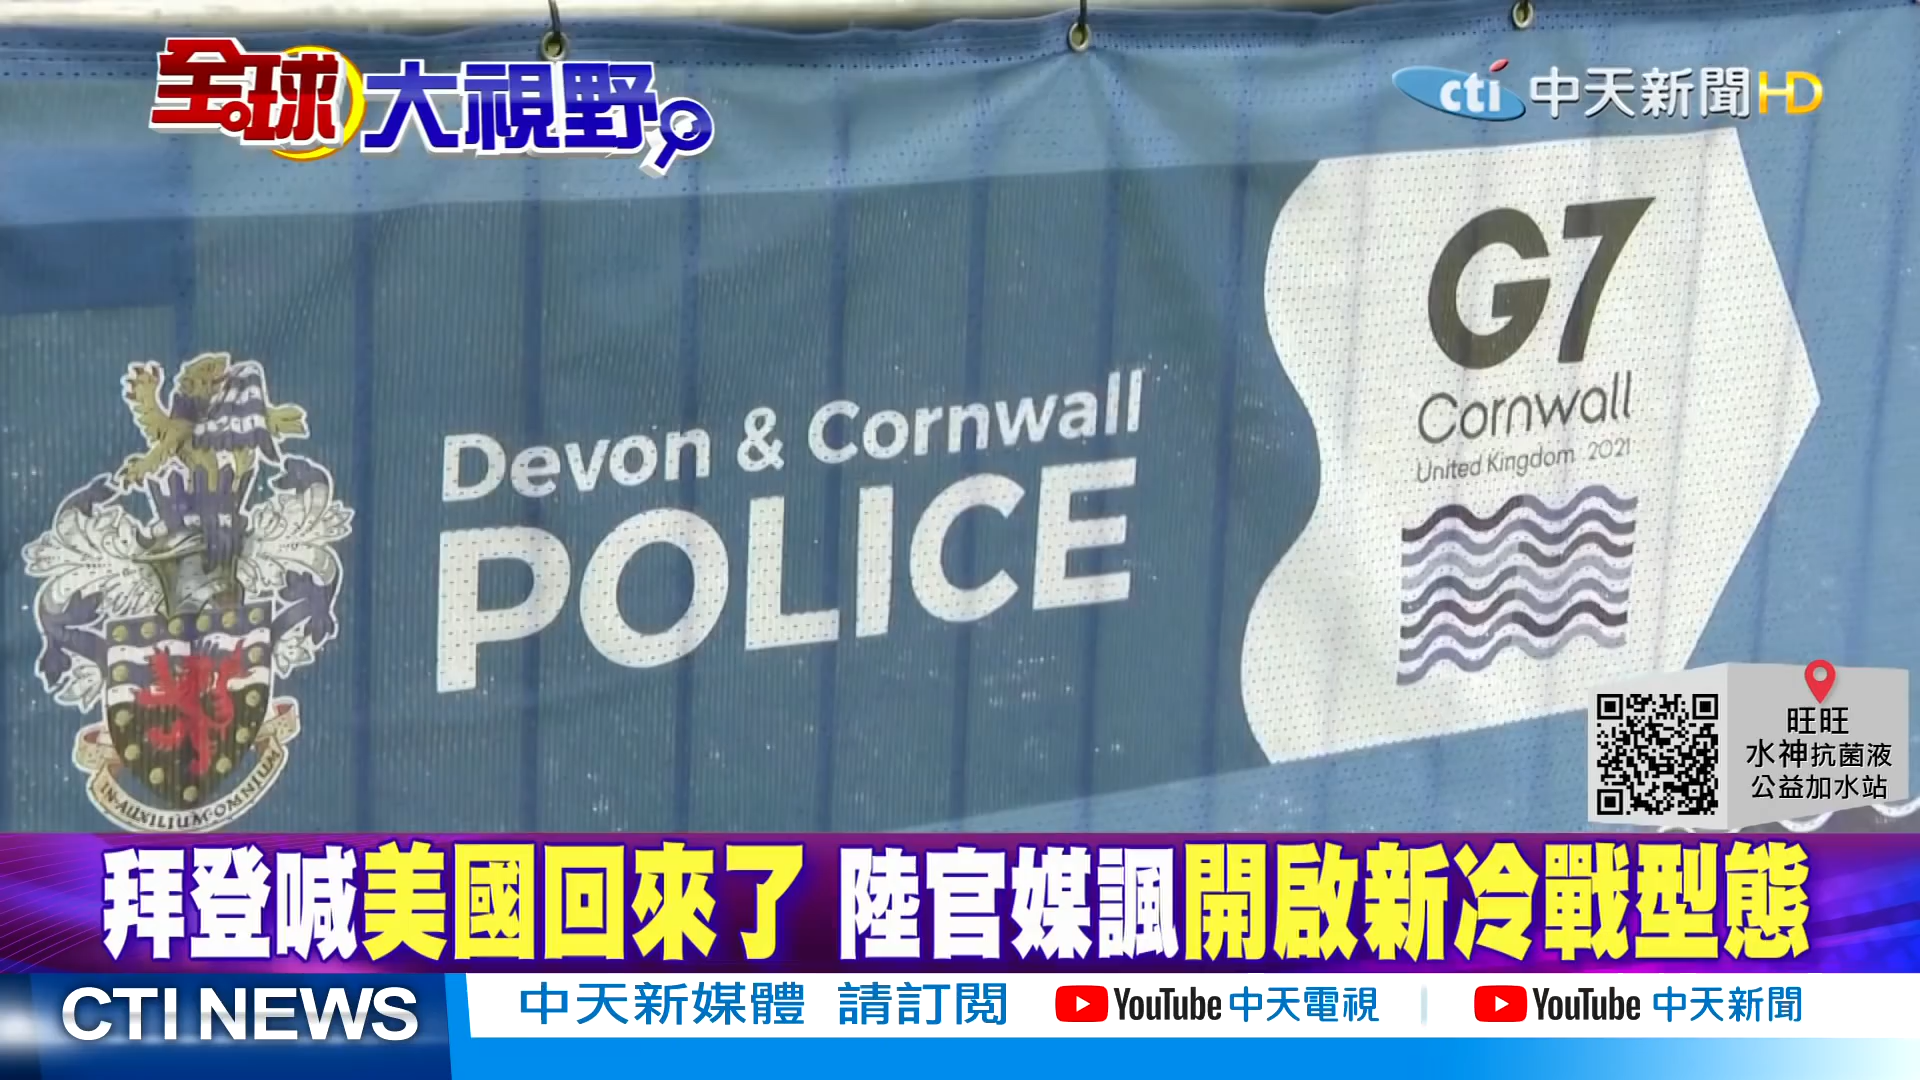 全球大視野
cti 中天新聞HD
G7
Cornwall
United Kingdom 2021
Devon & Cornwall
POLICE
IN·AUXILIUM·OMNIUM
旺旺
水神抗菌液
公益加水站
拜登喊美國回來了 陸官媒諷開啟新冷戰型態
CTI NEWS
中天新媒體 請訂閱 YouTube 中天電視 YouTube 中天新聞